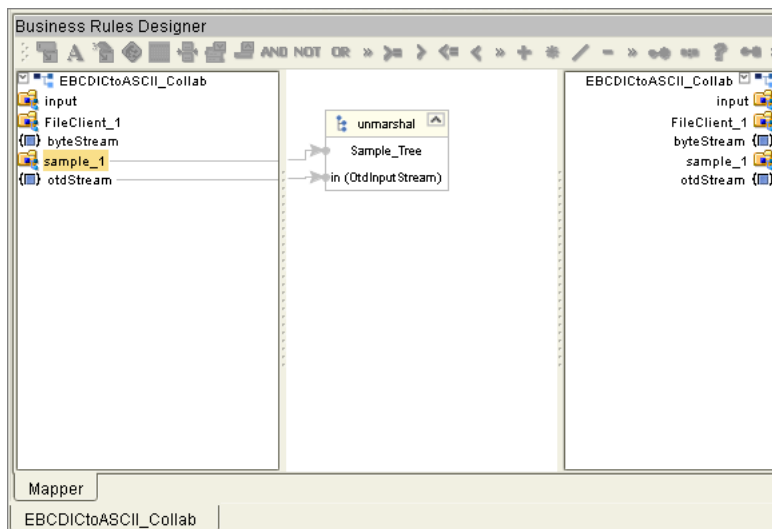 Business Rules Designer
A AND NOT OR » >= > <= < » + * / - » ?
EBCDICtoASCII_Collab
input
FileClient_1
{} byteStream
sample_1
{} otdStream
unmarshal
Sample_Tree
in (OtdInputStream)
EBCDICtoASCII_Collab
input
FileClient_1
byteStream {}
sample_1
otdStream {}
Mapper
EBCDICtoASCII_Collab